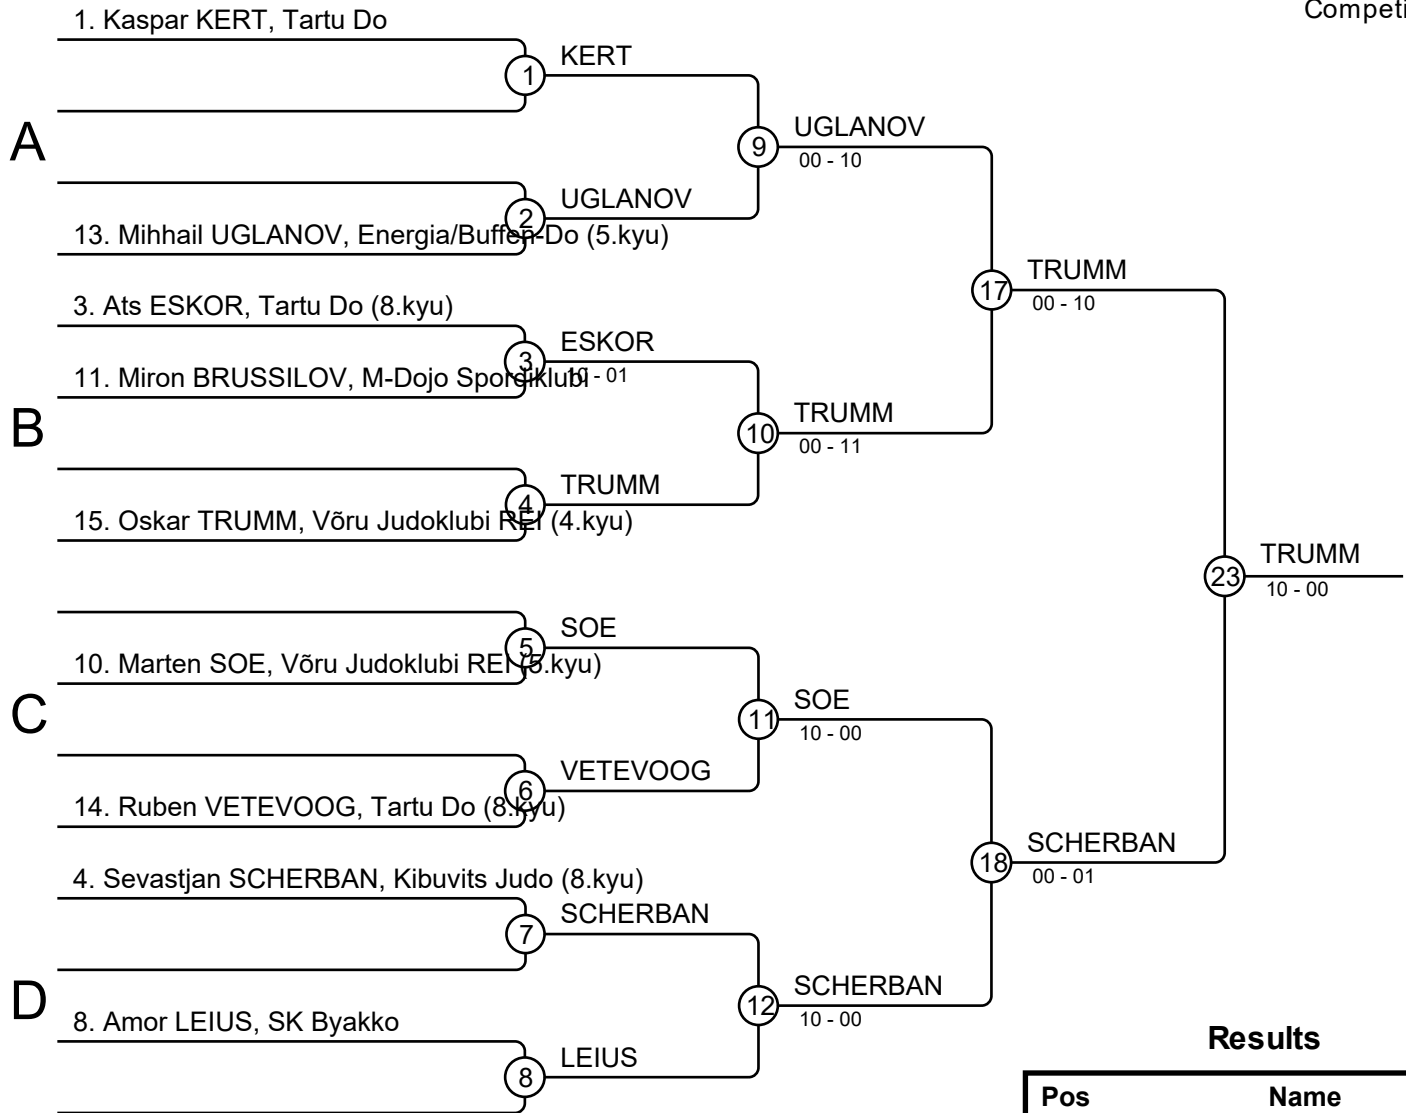 Competi
1. Kaspar KERT, Tartu Do
1
KERT
A
9
UGLANOV
00 - 10
2
UGLANOV
13. Mihhail UGLANOV, Energia/Buffen-Do (5.kyu)
17
TRUMM
00 - 10
3. Ats ESKOR, Tartu Do (8.kyu)
3
ESKOR
10 - 01
11. Miron BRUSSILOV, M-Dojo Spordiklubi
B
10
TRUMM
00 - 11
4
TRUMM
15. Oskar TRUMM, Võru Judoklubi REI (4.kyu)
23
TRUMM
10 - 00
5
SOE
10. Marten SOE, Võru Judoklubi REI (5.kyu)
C
11
SOE
10 - 00
6
VETEVOOG
14. Ruben VETEVOOG, Tartu Do (8.kyu)
18
SCHERBAN
00 - 01
4. Sevastjan SCHERBAN, Kibuvits Judo (8.kyu)
7
SCHERBAN
D
12
SCHERBAN
10 - 00
8. Amor LEIUS, SK Byakko
8
LEIUS
Results
Pos Name